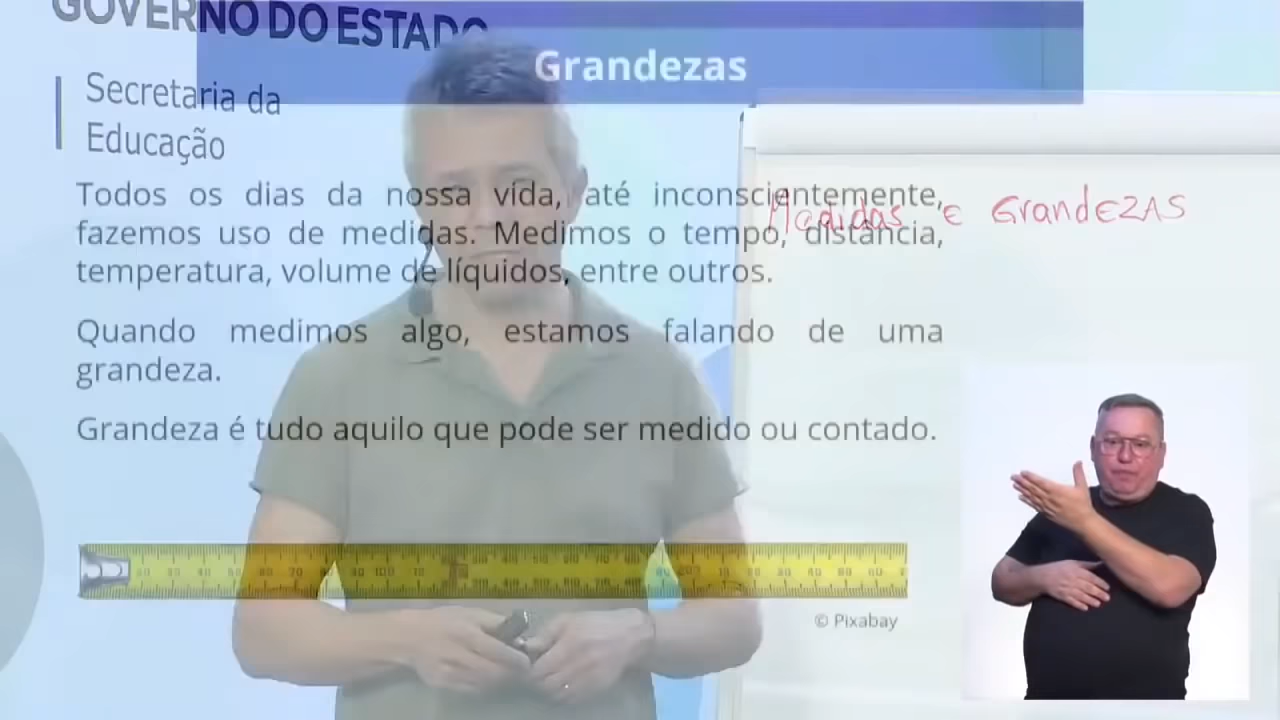 GOVERNO DO ESTADO
Grandezas
Secretaria da
Educação
Todos os dias da nossa vida, até inconscientemente,
fazemos uso de medidas. Medimos o tempo, distância,
temperatura, volume de líquidos, entre outros.
Medidas e GrandEZAS
Quando medimos algo, estamos falando de uma
grandeza.
Grandeza é tudo aquilo que pode ser medido ou contado.
© Pixabay